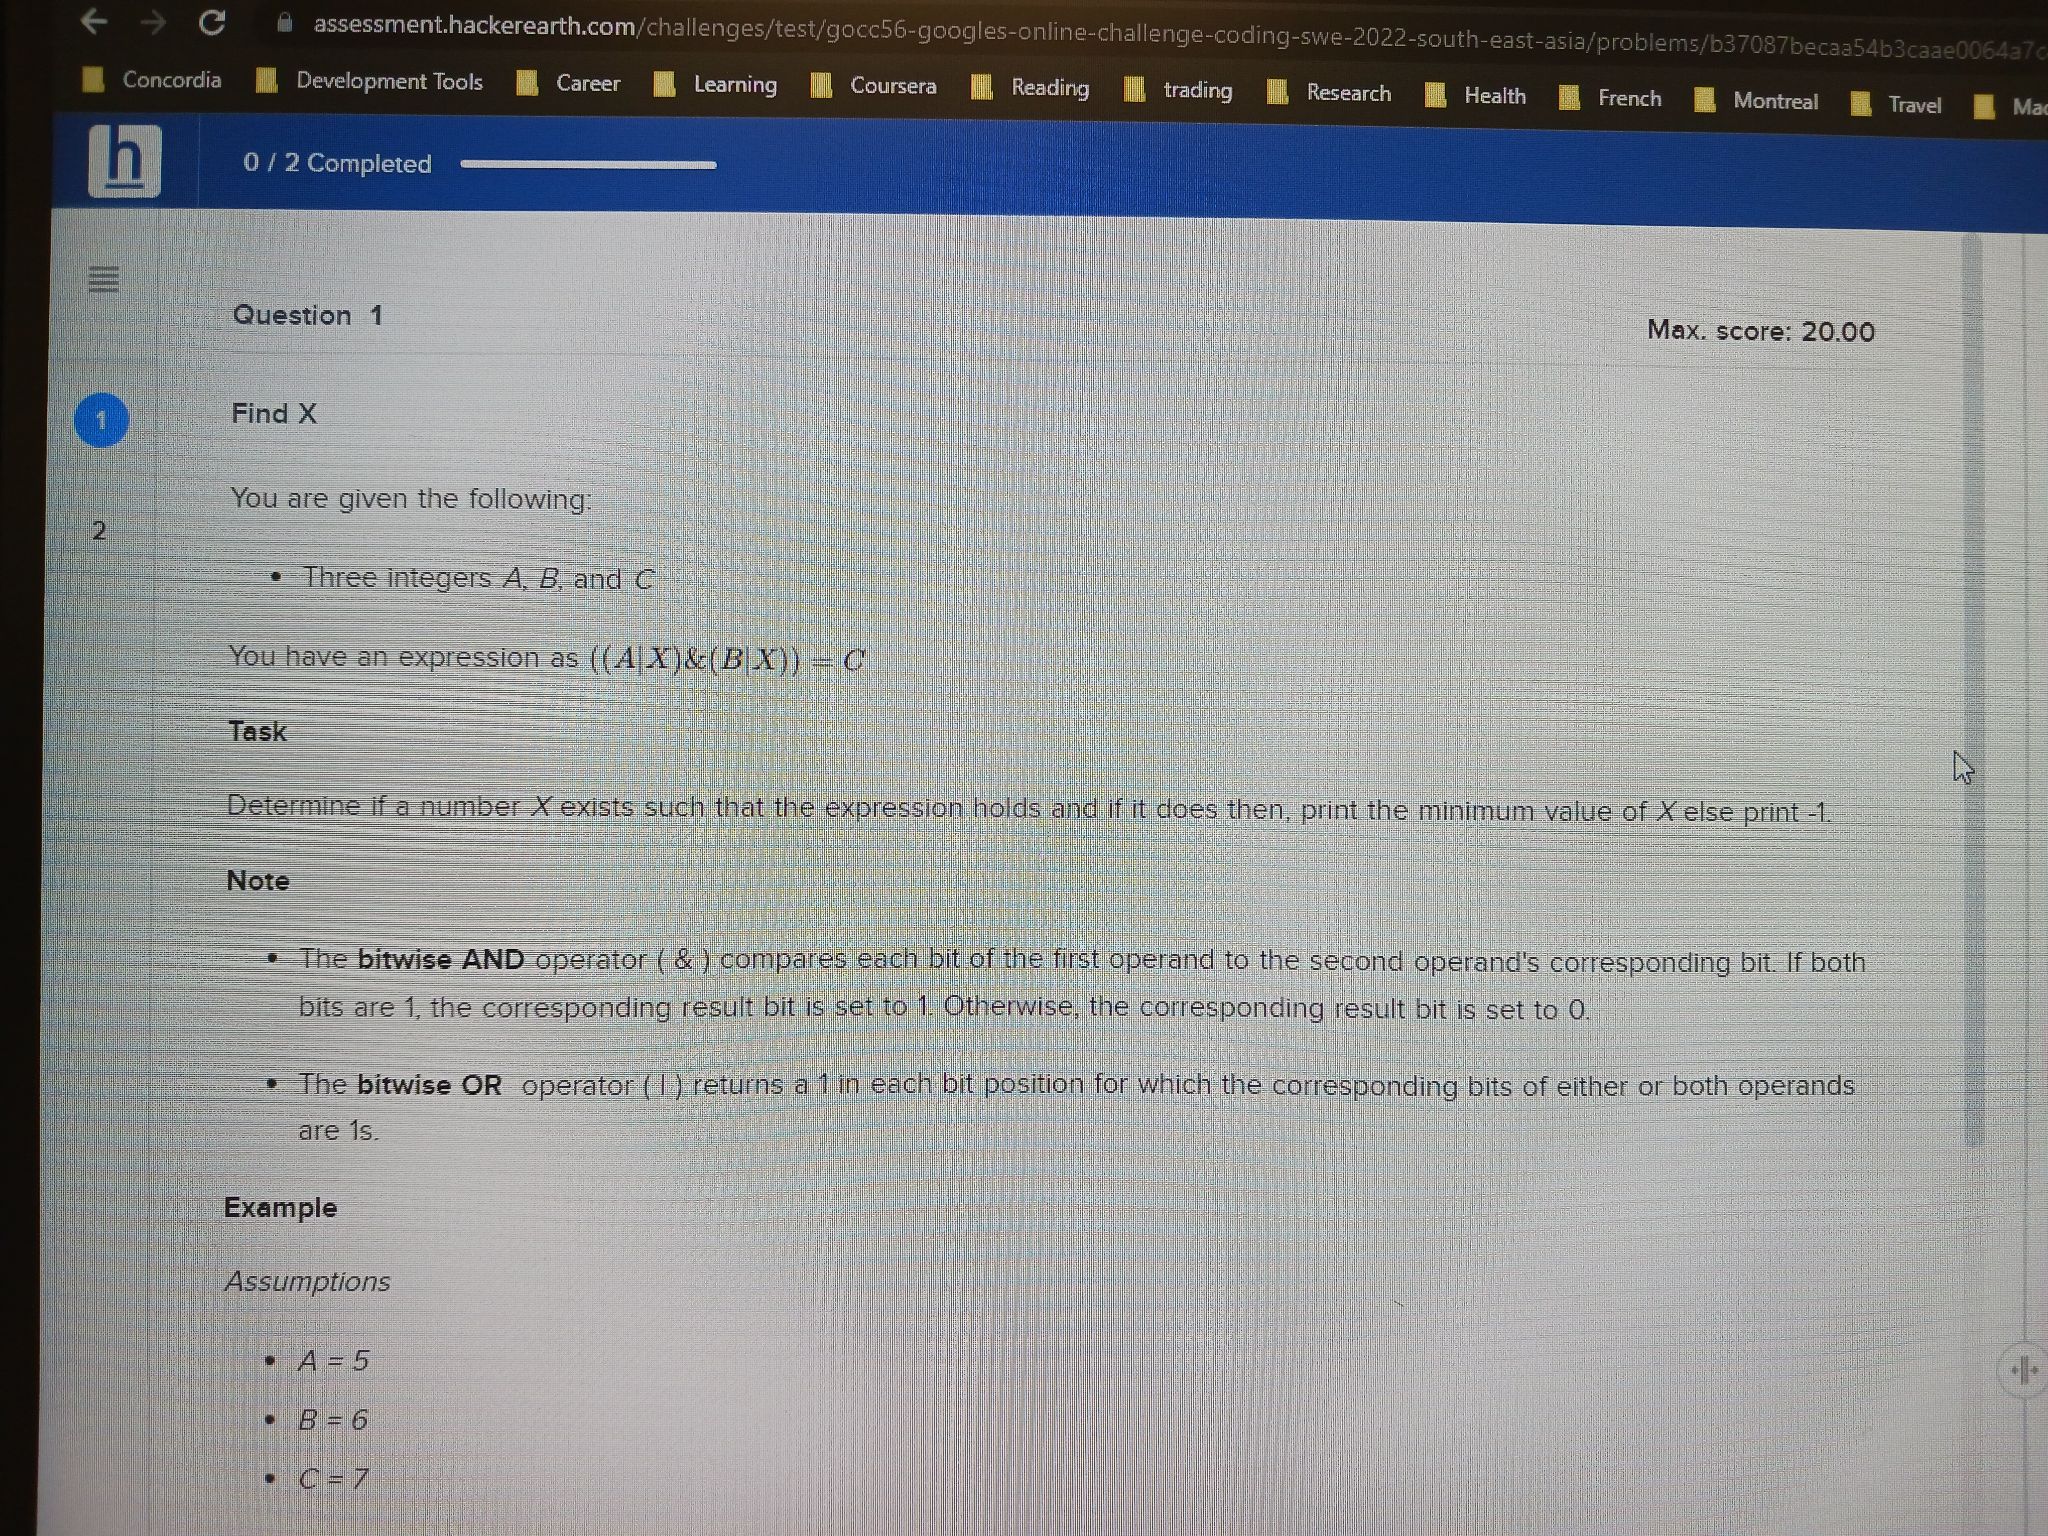 assessment.hackerearth.com/challenges/test/gocc56-googles-online-challenge-coding-swe-2022-south-east-asia/problems/b37087becaa54b3caae0064a7c
Concordia Development Tools Career Learning Coursera Reading trading Research Health French Montreal Travel Mac
h 0 / 2 Completed
Question 1
Max. score: 20.00
1
Find X
You are given the following:
2
• Three integers A, B, and C
You have an expression as ((A|X)&(B|X)) = C
Task
Determine if a number X exists such that the expression holds and if it does then, print the minimum value of X else print -1.
Note
• The bitwise AND operator ( & ) compares each bit of the first operand to the second operand's corresponding bit. If both
bits are 1, the corresponding result bit is set to 1. Otherwise, the corresponding result bit is set to 0.
• The bitwise OR operator ( | ) returns a 1 in each bit position for which the corresponding bits of either or both operands
are 1s.
Example
Assumptions
• A = 5
• B = 6
• C = 7